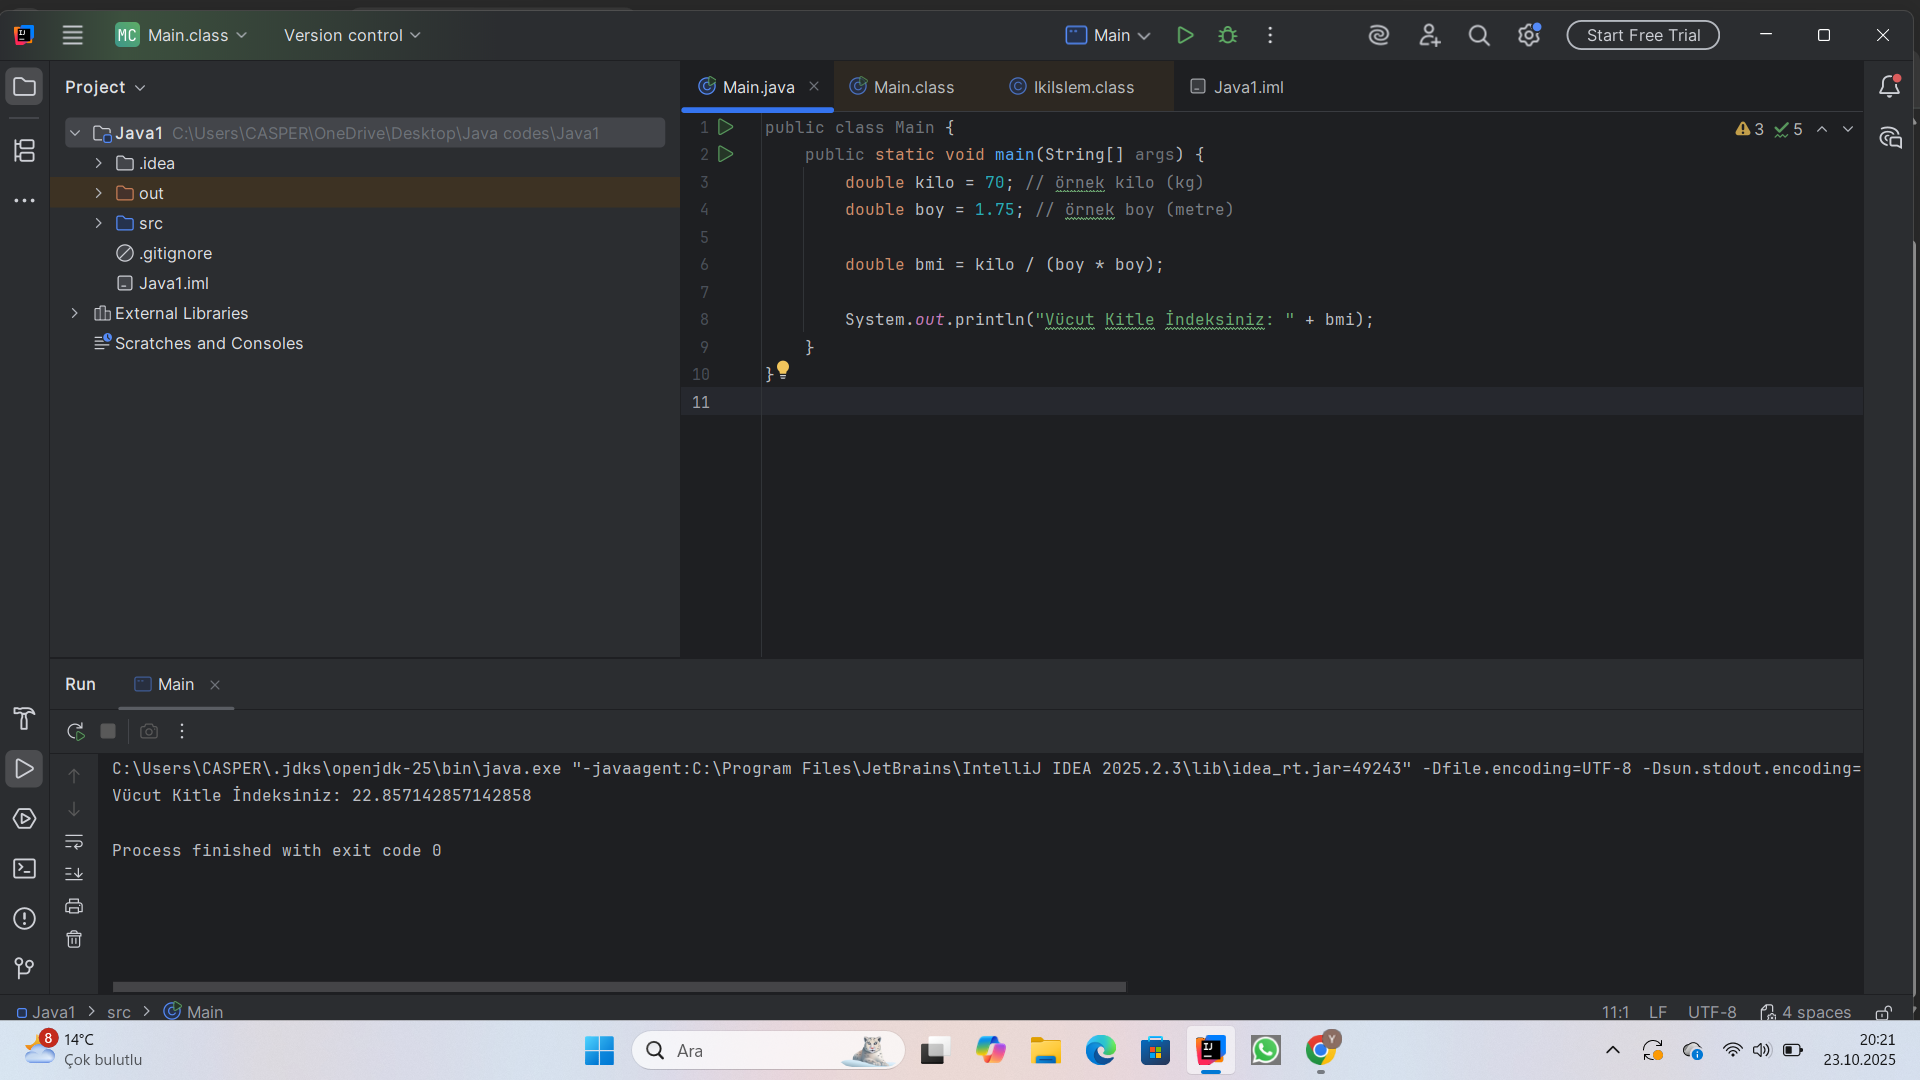 MC Main.class
Version control
Main
Start Free Trial
Project
Java1 C:\Users\CASPER\OneDrive\Desktop\Java codes\Java1
.idea
out
src
.gitignore
Java1.iml
External Libraries
Scratches and Consoles
Main.java
Main.class
IkiIslem.class
Java1.iml
3 5
1 public class Main {
2 public static void main(String[] args) {
3 double kilo = 70; // örnek kilo (kg)
4 double boy = 1.75; // örnek boy (metre)
5
6 double bmi = kilo / (boy * boy);
7
8 System.out.println("Vücut Kitle İndeksiniz: " + bmi);
9 }
10 }
11
Run
Main
C:\Users\CASPER\.jdks\openjdk-25\bin\java.exe "-javaagent:C:\Program Files\JetBrains\IntelliJ IDEA 2025.2.3\lib\idea_rt.jar=49243" -Dfile.encoding=UTF-8 -Dsun.stdout.encoding=
Vücut Kitle İndeksiniz: 22.857142857142858
Process finished with exit code 0
Java1 > src > Main
11:1 LF UTF-8 4 spaces
8
14°C
Çok bulutlu
Ara
Y
20:21
23.10.2025